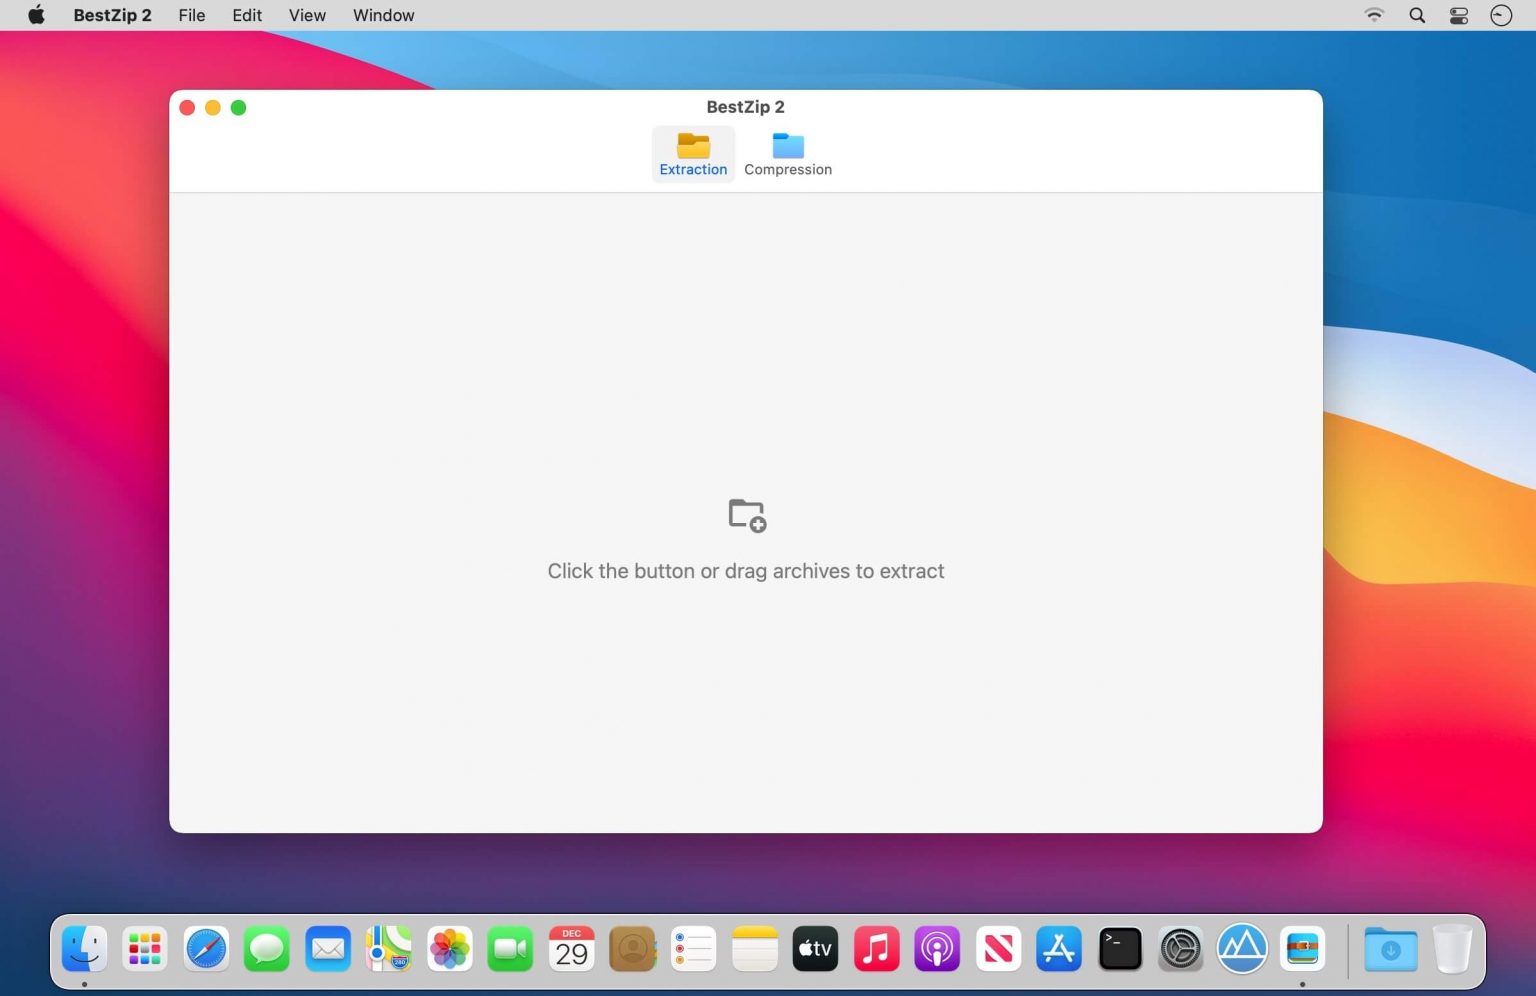 BestZip 2 File Edit View Window
BestZip 2
Extraction Compression
Click the button or drag archives to extract
DEC
29
280
tv
>_